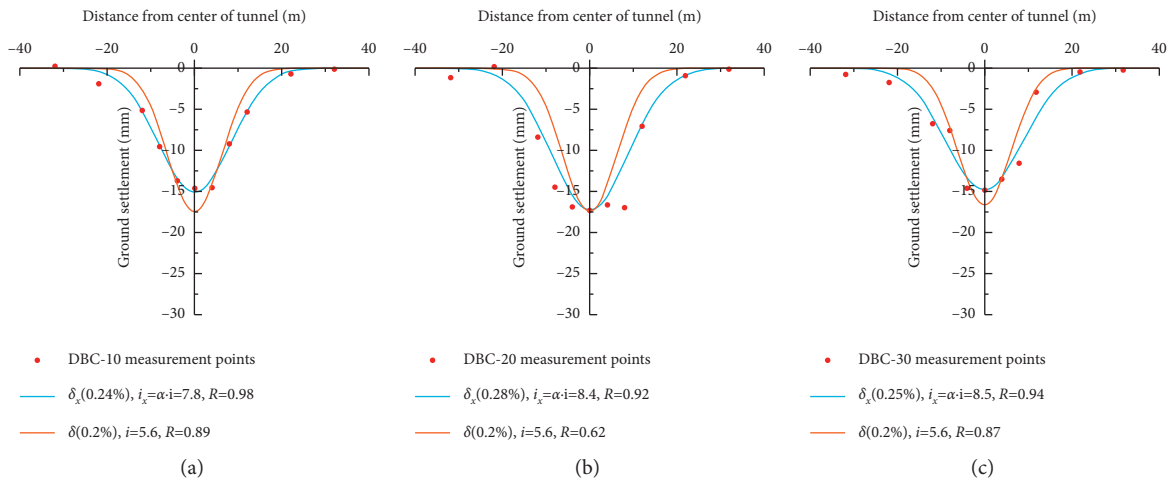 Distance from center of tunnel (m)
−40 −20 0 20 40
0
−5
−10
−15
−20
−25
−30
Ground settlement (mm)
DBC-10 measurement points
δx(0.24%), ix=α·i=7.8, R=0.98
δ(0.2%), i=5.6, R=0.89
(a)
Distance from center of tunnel (m)
−40 −20 0 20 40
0
−5
−10
−15
−20
−25
−30
Ground settlement (mm)
DBC-20 measurement points
δx(0.28%), ix=α·i=8.4, R=0.92
δ(0.2%), i=5.6, R=0.62
(b)
Distance from center of tunnel (m)
−40 −20 0 20 40
0
−5
−10
−15
−20
−25
−30
Ground settlement (mm)
DBC-30 measurement points
δx(0.25%), ix=α·i=8.5, R=0.94
δ(0.2%), i=5.6, R=0.87
(c)